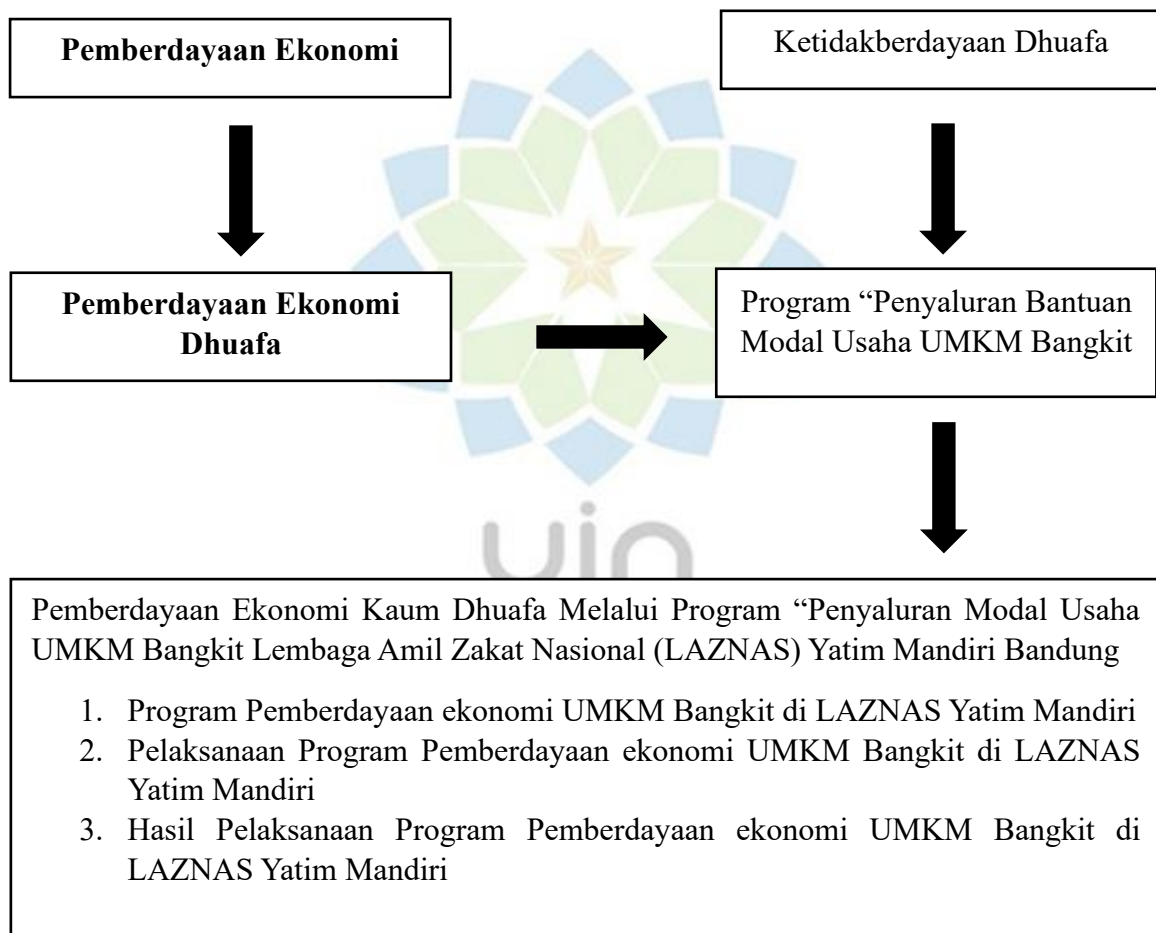 Pemberdayaan Ekonomi
Ketidakberdayaan Dhuafa
Pemberdayaan Ekonomi
Dhuafa
Program “Penyaluran Bantuan
Modal Usaha UMKM Bangkit
uin
Pemberdayaan Ekonomi Kaum Dhuafa Melalui Program “Penyaluran Modal Usaha
UMKM Bangkit Lembaga Amil Zakat Nasional (LAZNAS) Yatim Mandiri Bandung
1. Program Pemberdayaan ekonomi UMKM Bangkit di LAZNAS Yatim Mandiri
2. Pelaksanaan Program Pemberdayaan ekonomi UMKM Bangkit di LAZNAS
Yatim Mandiri
3. Hasil Pelaksanaan Program Pemberdayaan ekonomi UMKM Bangkit di
LAZNAS Yatim Mandiri